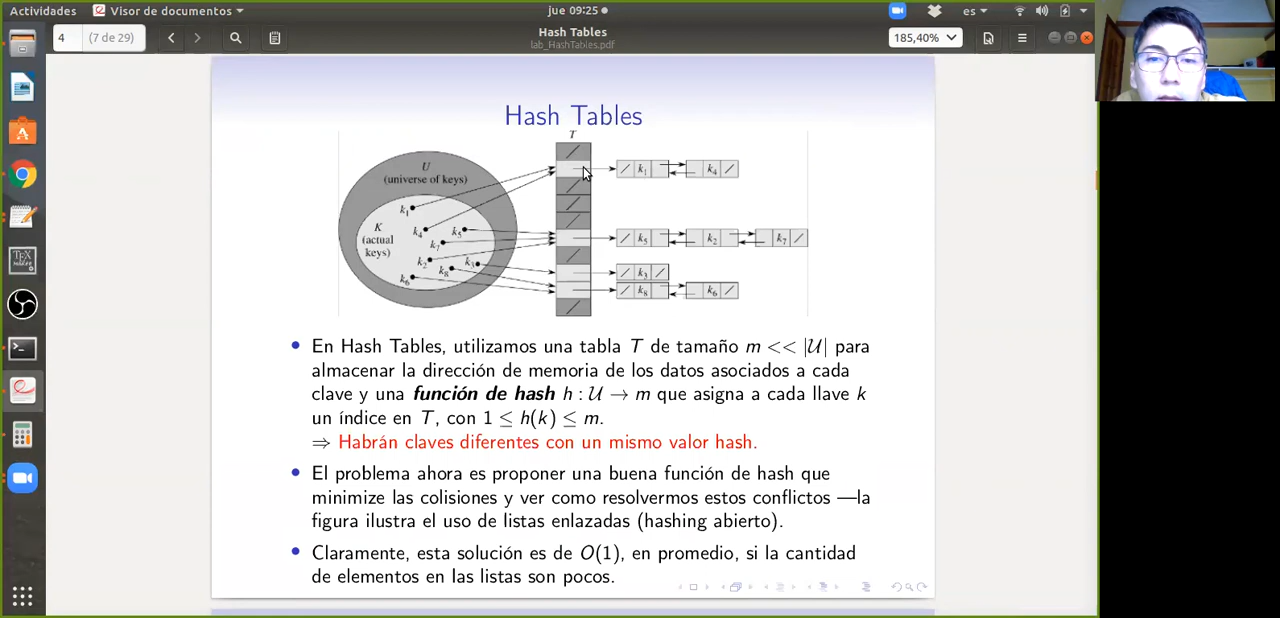 Actividades
Visor de documentos
jue 09:25
es
4
(7 de 29)
Hash Tables
lab_HashTables.pdf
185,40%
Hash Tables
T
U
(universe of keys)
K
(actual
keys)
k1
k4
k5
k7
k2
k8
k3
k6
k1
k4
k5
k2
k7
k3
k8
k6
• En Hash Tables, utilizamos una tabla T de tamaño m << |U| para
almacenar la dirección de memoria de los datos asociados a cada
clave y una función de hash h : U → m que asigna a cada llave k
un índice en T, con 1 ≤ h(k) ≤ m.
⇒ Habrán claves diferentes con un mismo valor hash.
• El problema ahora es proponer una buena función de hash que
minimize las colisiones y ver como resolvermos estos conflictos —la
figura ilustra el uso de listas enlazadas (hashing abierto).
• Claramente, esta solución es de O(1), en promedio, si la cantidad
de elementos en las listas son pocos.